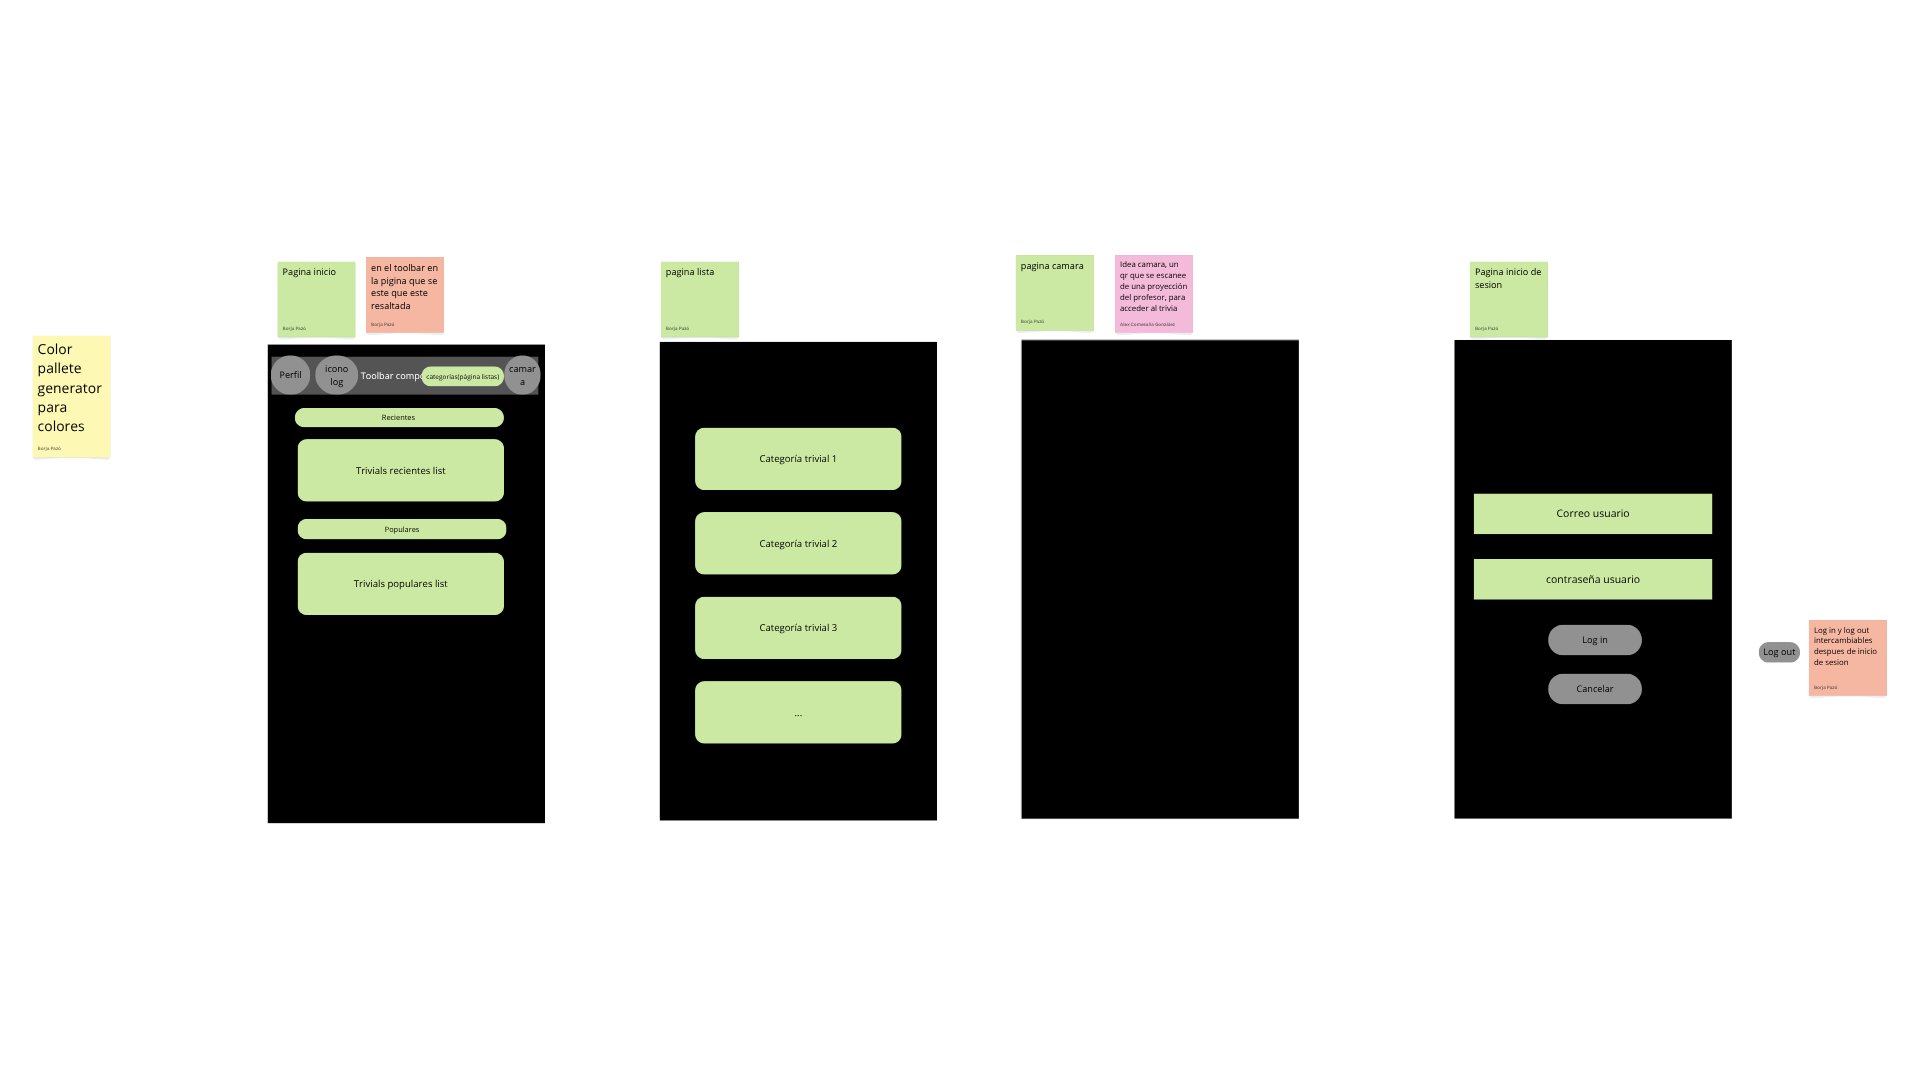 Color
pallete
generator
para
colores
Borja Pazó
Pagina inicio
Borja Pazó
en el toolbar en
la pigina que se
este que este
resaltada
Borja Pazó
Perfil
icono
log
Toolbar comp
categorías(página listas)
camar
a
Recientes
Trivials recientes list
Populares
Trivials populares list
pagina lista
Borja Pazó
Categoría trivial 1
Categoría trivial 2
Categoría trivial 3
...
pagina camara
Borja Pazó
Idea camara, un
qr que se escanee
de una proyección
del profesor, para
acceder al trivia
Alex Comesaña González
Pagina inicio de
sesion
Borja Pazó
Correo usuario
contraseña usuario
Log in
Cancelar
Log out
Log in y log out
intercambiables
despues de inicio
de sesion
Borja Pazó